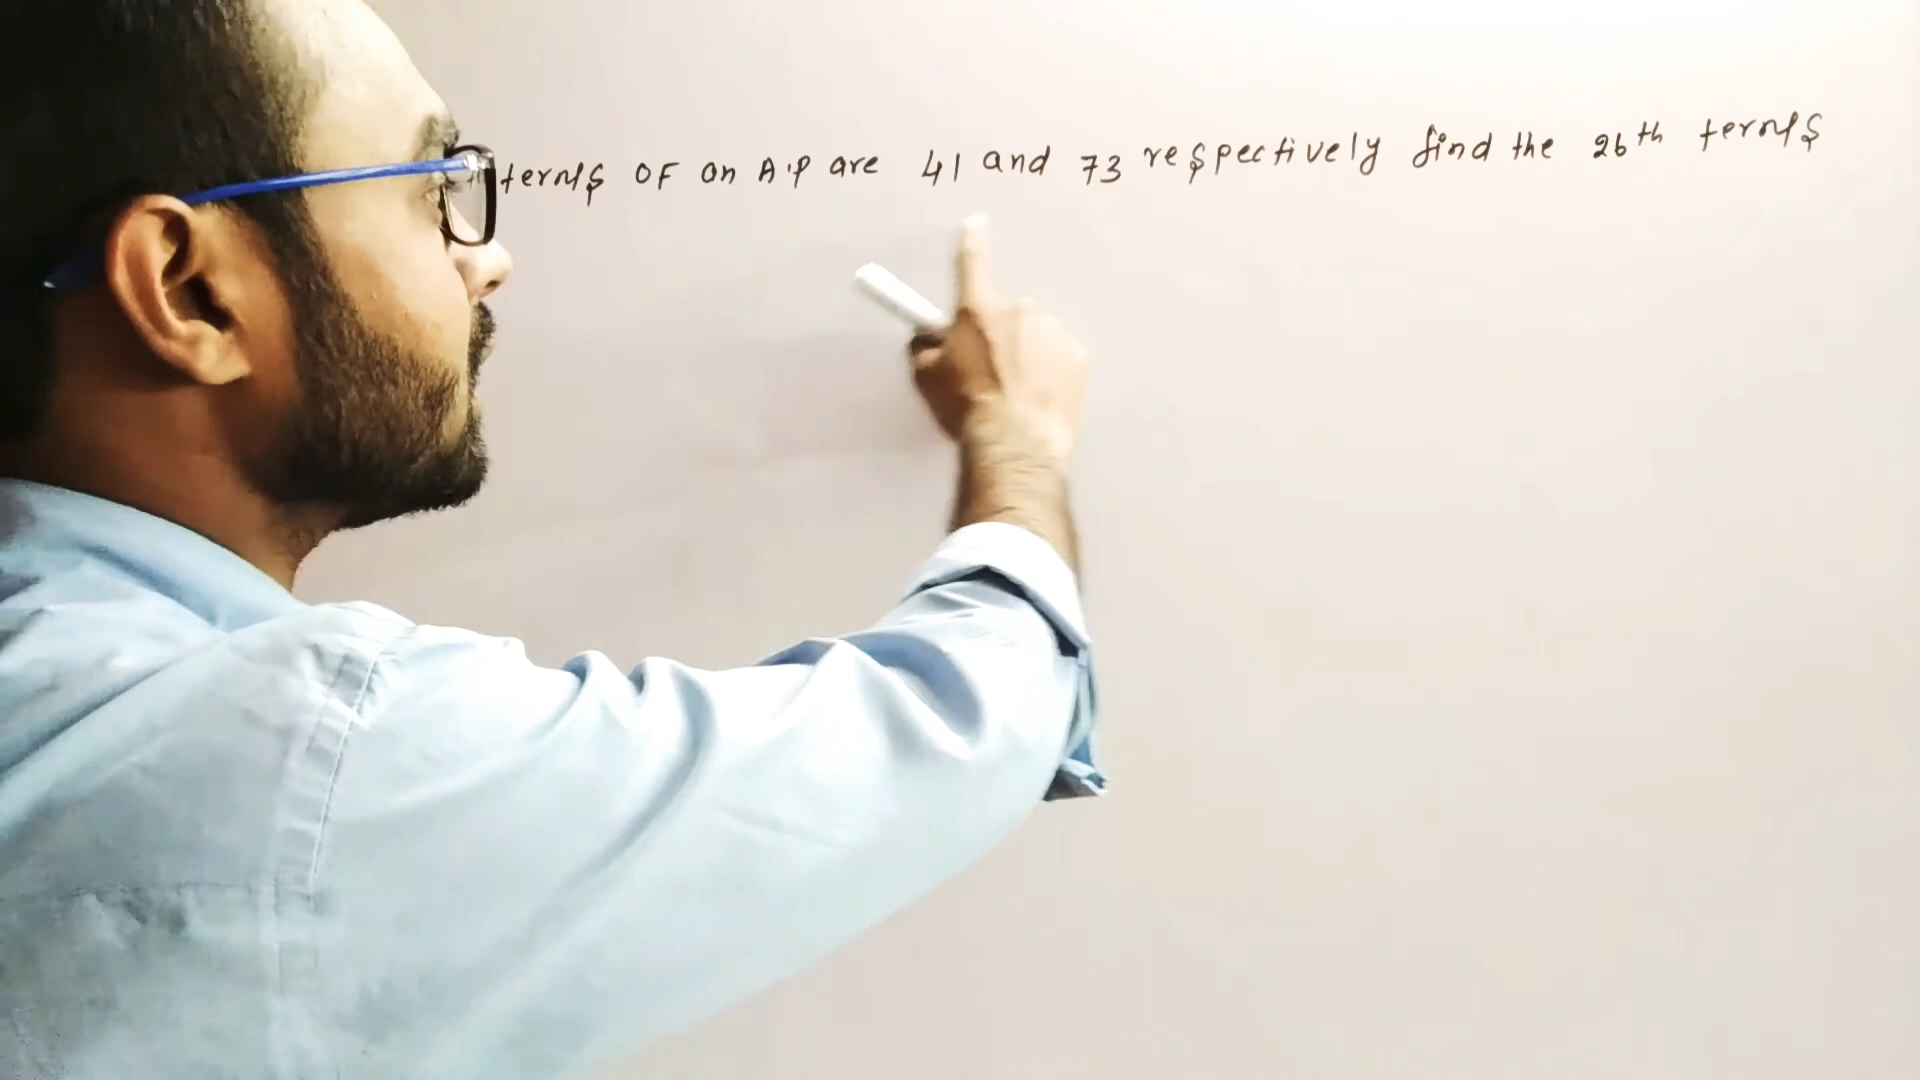 terms OF an A.P are 41 and 73 respectively find the 26th terms